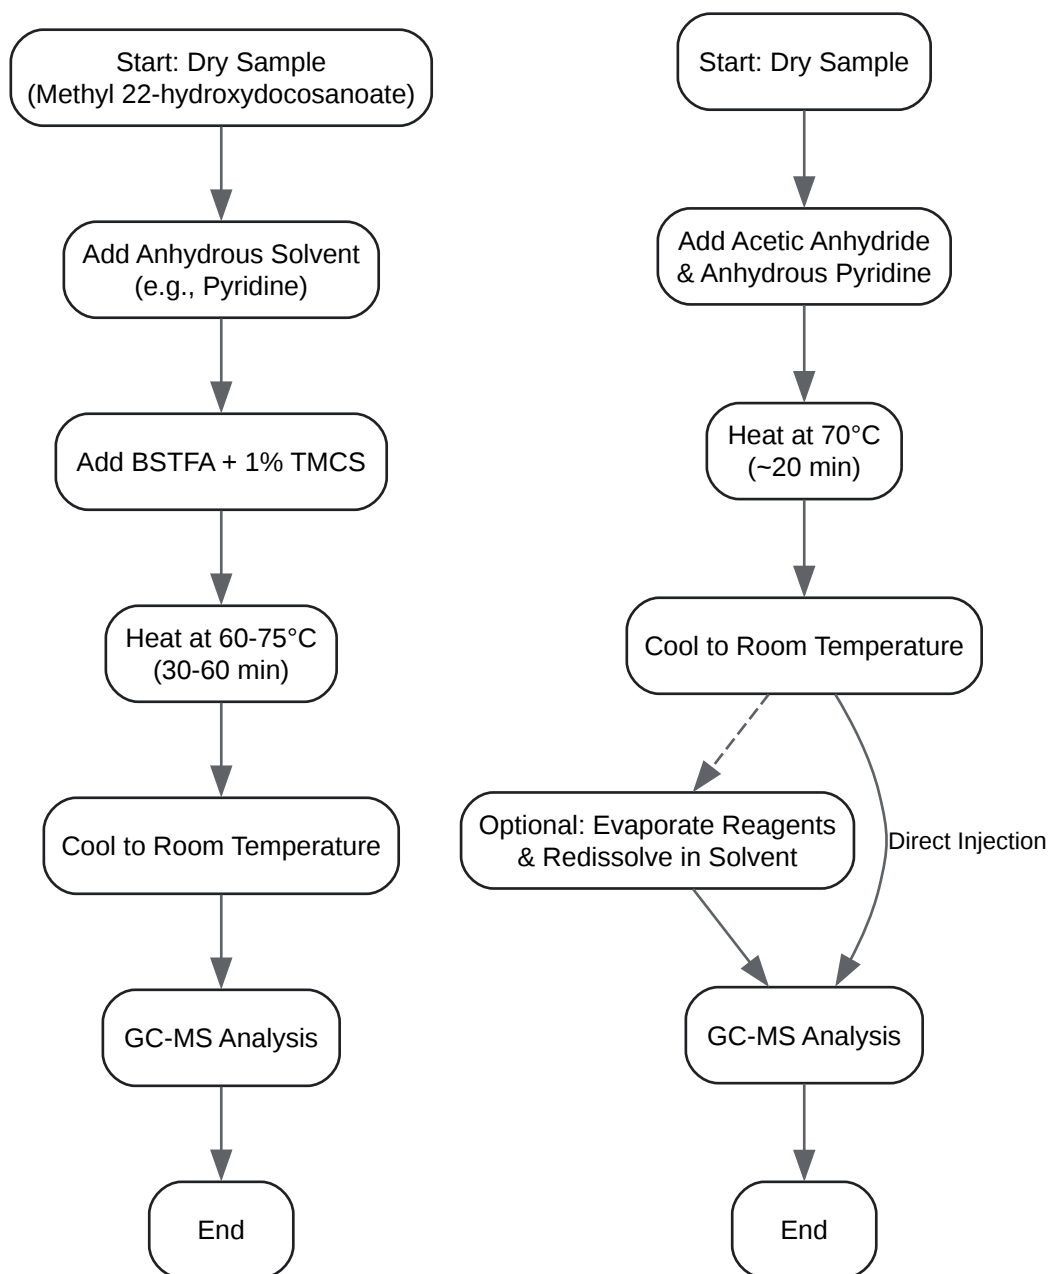 Start: Dry Sample
(Methyl 22-hydroxydocosanoate)
Add Anhydrous Solvent
(e.g., Pyridine)
Add BSTFA + 1% TMCS
Heat at 60-75°C
(30-60 min)
Cool to Room Temperature
GC-MS Analysis
End
Start: Dry Sample
Add Acetic Anhydride
& Anhydrous Pyridine
Heat at 70°C
(~20 min)
Cool to Room Temperature
Optional: Evaporate Reagents
& Redissolve in Solvent
Direct Injection
GC-MS Analysis
End